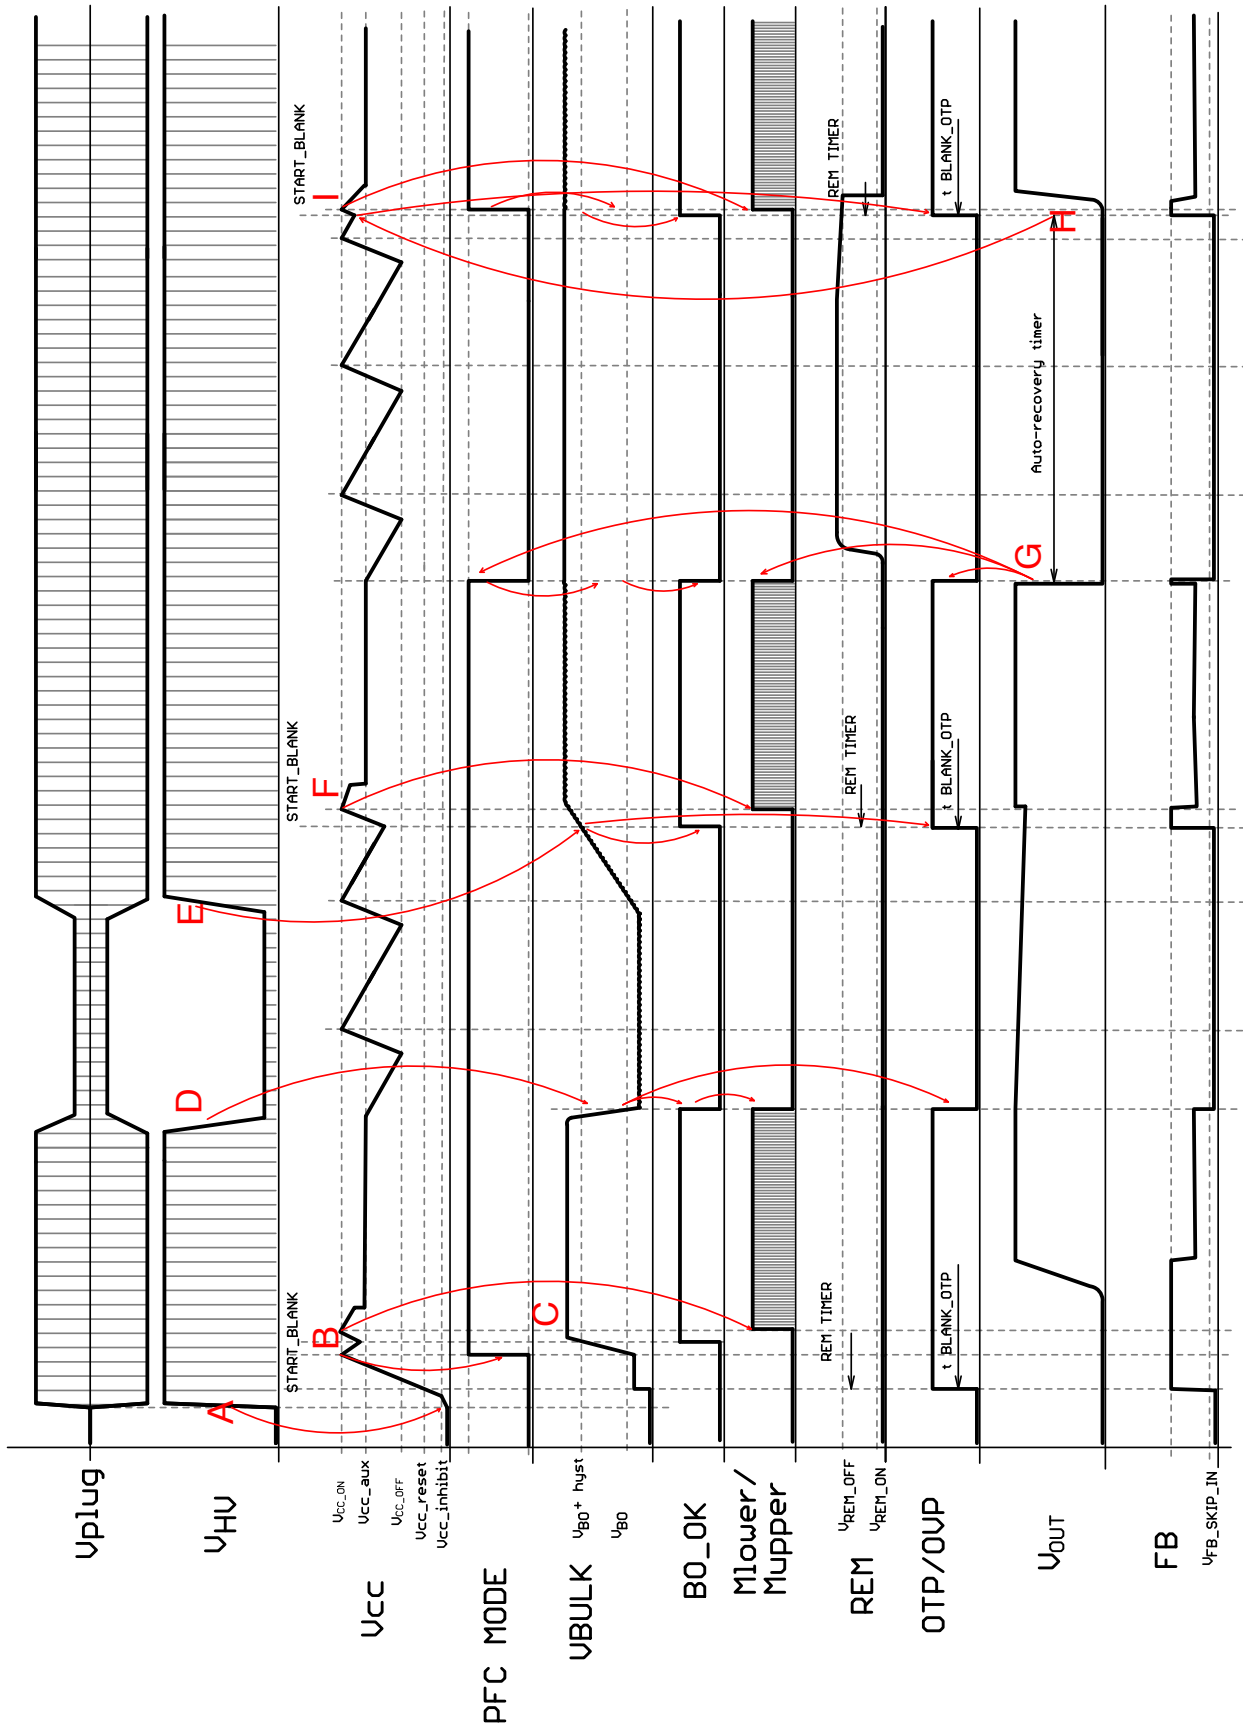 Vplug
VHV
VCC_ON
Vcc_aux
VCC_OFF
Vcc_reset
Vcc_inhibit
Vcc
PFC MODE
VBO+ hyst
VBO
VBULK
BO_OK
Mlower/
Mupper
VREM_OFF
VREM_ON
REM
OTP/OVP
VOUT
FB
VFB_SKIP_IN
START_BLANK
START_BLANK
START_BLANK
A
B
C
D
E
F
G
H
I
REM TIMER
REM TIMER
REM TIMER
t BLANK_OTP
t BLANK_OTP
t BLANK_OTP
Auto-recovery timer